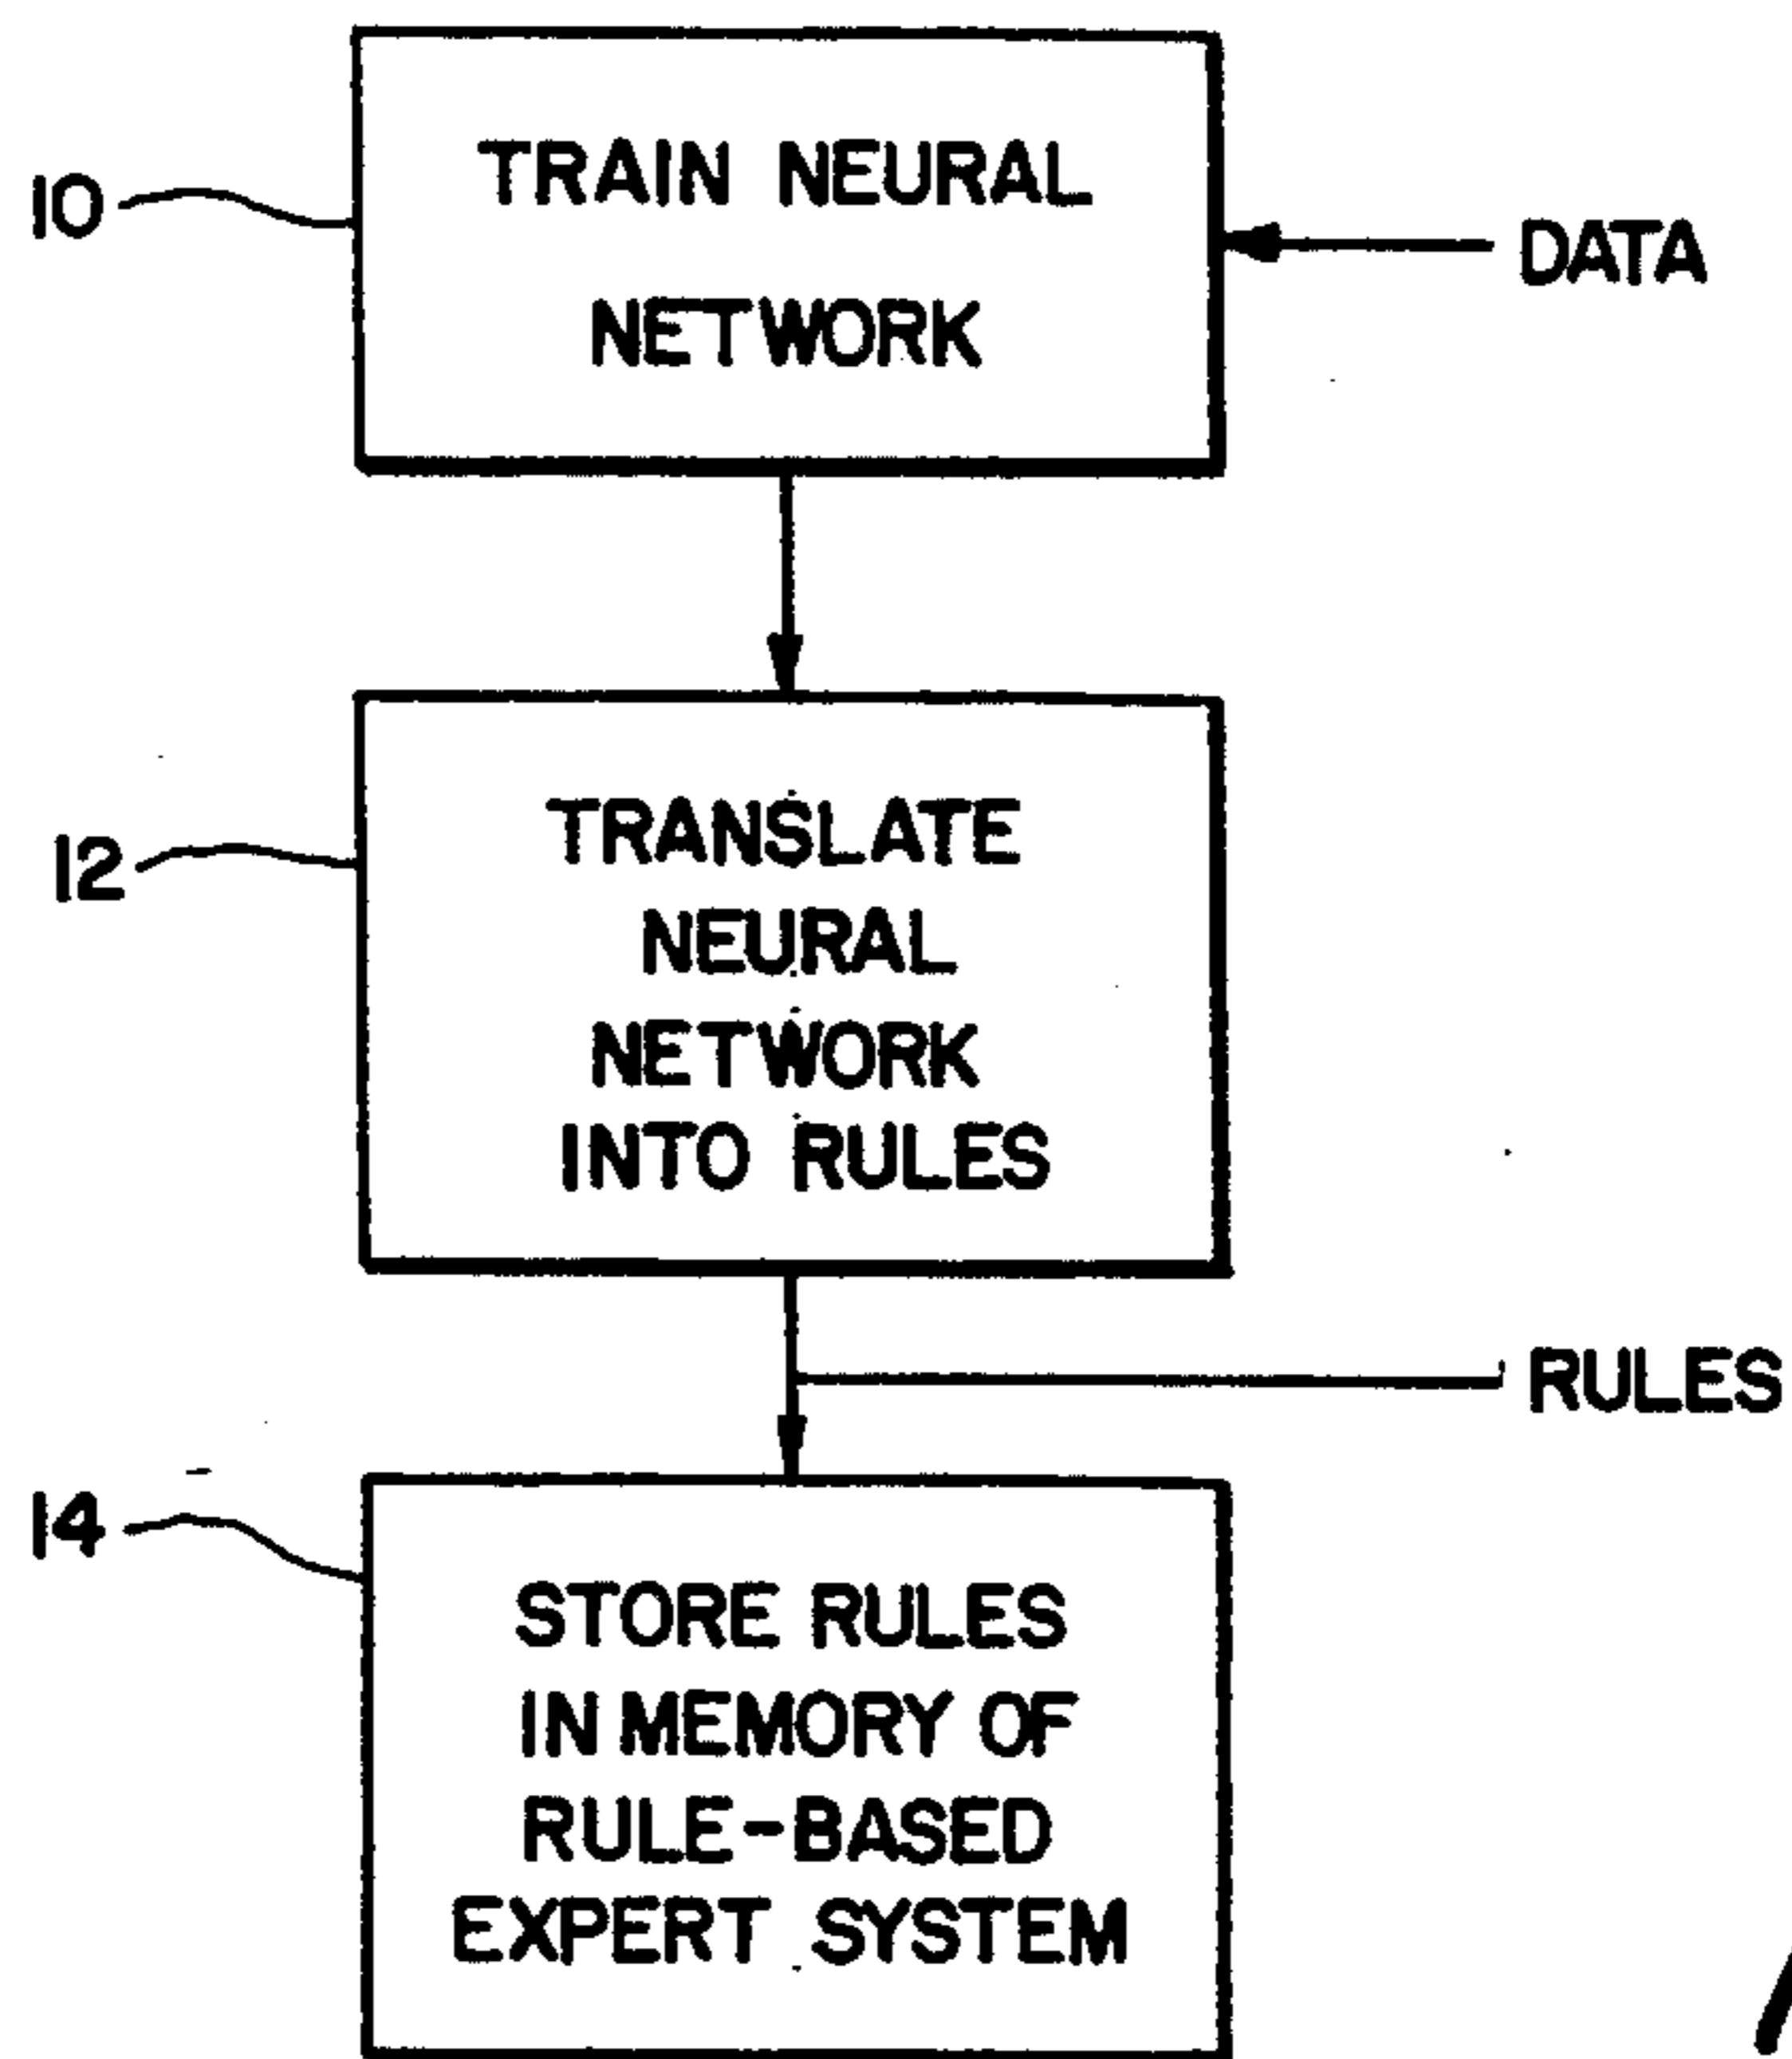 TRAIN NEURAL
NETWORK
10
DATA
TRANSLATE
NEURAL
NETWORK
INTO RULES
12
RULES
14
STORE RULES
IN MEMORY OF
RULE-BASED
EXPERT SYSTEM